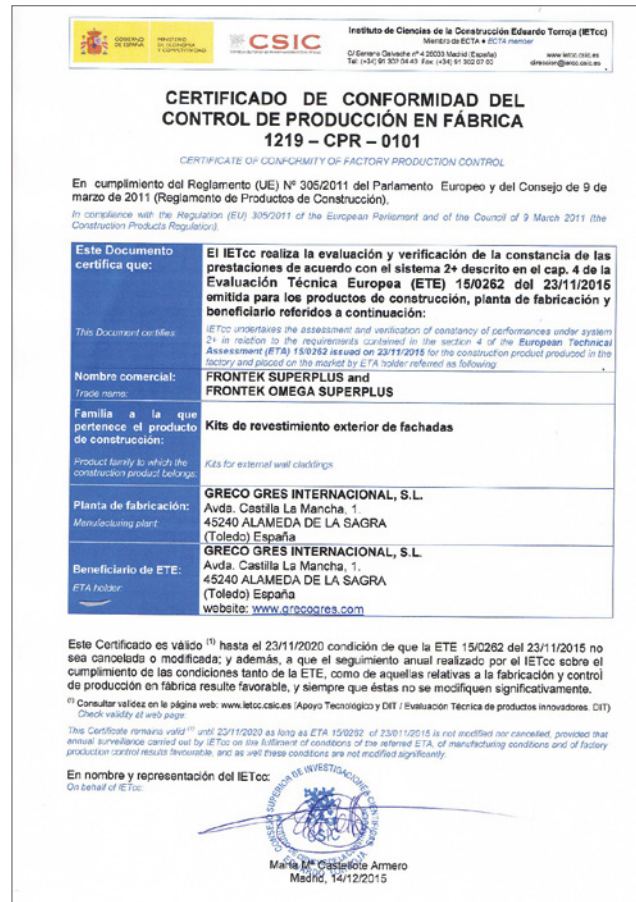 GOBIERNO DE ESPAÑA
MINISTERIO DE ECONOMÍA Y COMPETITIVIDAD
CSIC
Instituto de Ciencias de la Construcción Eduardo Torroja (IETcc)
Miembro de ECTA • ECTA member
C/ Serrano Galvache nº 4 28033 Madrid (España)
Tel: (+34) 91 302 04 40 Fax: (+34) 91 302 07 00
www.ietcc.csic.es
direccion@ietcc.csic.es
CERTIFICADO DE CONFORMIDAD DEL
CONTROL DE PRODUCCIÓN EN FÁBRICA
1219 – CPR – 0101
CERTIFICATE OF CONFORMITY OF FACTORY PRODUCTION CONTROL
En cumplimiento del Reglamento (UE) Nº 305/2011 del Parlamento Europeo y del Consejo de 9 de
marzo de 2011 (Reglamento de Productos de Construcción),
In compliance with the Regulation (EU) 305/2011 of the European Parliament and of the Council of 9 March 2011 (the
Construction Products Regulation).
Este Documento
certifica que:
This Document certifies:
El IETcc realiza la evaluación y verificación de la constancia de las
prestaciones de acuerdo con el sistema 2+ descrito en el cap. 4 de la
Evaluación Técnica Europea (ETE) 15/0262 del 23/11/2015
emitida para los productos de construcción, planta de fabricación y
beneficiario referidos a continuación:
IETcc undertakes the assessment and verification of constancy of performances under system
2+ in relation to the requirements contained in the section 4 of the European Technical
Assessment (ETA) 15/0262 issued on 23/11/2015 for the construction product produced in the
factory and placed on the market by ETA holder referred as following:
Nombre comercial:
Trade name:
FRONTEK SUPERPLUS and
FRONTEK OMEGA SUPERPLUS
Familia a la que
pertenece el producto
de construcción:
Product family to which the
construction product belongs:
Kits de revestimiento exterior de fachadas
Kits for external wall claddings
Planta de fabricación:
Manufacturing plant:
GRECO GRES INTERNACIONAL, S.L.
Avda. Castilla La Mancha, 1.
45240 ALAMEDA DE LA SAGRA
(Toledo) España
Beneficiario de ETE:
ETA holder:
GRECO GRES INTERNACIONAL, S.L.
Avda. Castilla La Mancha, 1.
45240 ALAMEDA DE LA SAGRA
(Toledo) España
website: www.grecogres.com
Este Certificado es válido (1) hasta el 23/11/2020 condición de que la ETE 15/0262 del 23/11/2015 no
sea cancelada o modificada; y además, a que el seguimiento anual realizado por el IETcc sobre el
cumplimiento de las condiciones tanto de la ETE, como de aquellas relativas a la fabricación y control
de producción en fábrica resulte favorable, y siempre que éstas no se modifiquen significativamente.
(1) Consultar validez en la página web: www.ietcc.csic.es (Apoyo Tecnológico y DIT / Evaluación Técnica de productos innovadores. DIT)
Check validity at web page:
This Certificate remains valid (1) until 23/11/2020 as long as ETA 15/0262 of 23/011/2015 is not modified nor cancelled, provided that
annual surveillance carried out by IETcc on the fulfilment of conditions of the referred ETA, of manufacturing conditions and of factory
production control results favourable, and as well these conditions are not modified significantly.
En nombre y representación del IETcc:
On behalf of IETcc:
CONSEJO SUPERIOR DE INVESTIGACIONES CIENTIFICAS
CSIC
EDUARDO TORROJA
María Mª Castellote Armero
Madrid, 14/12/2015